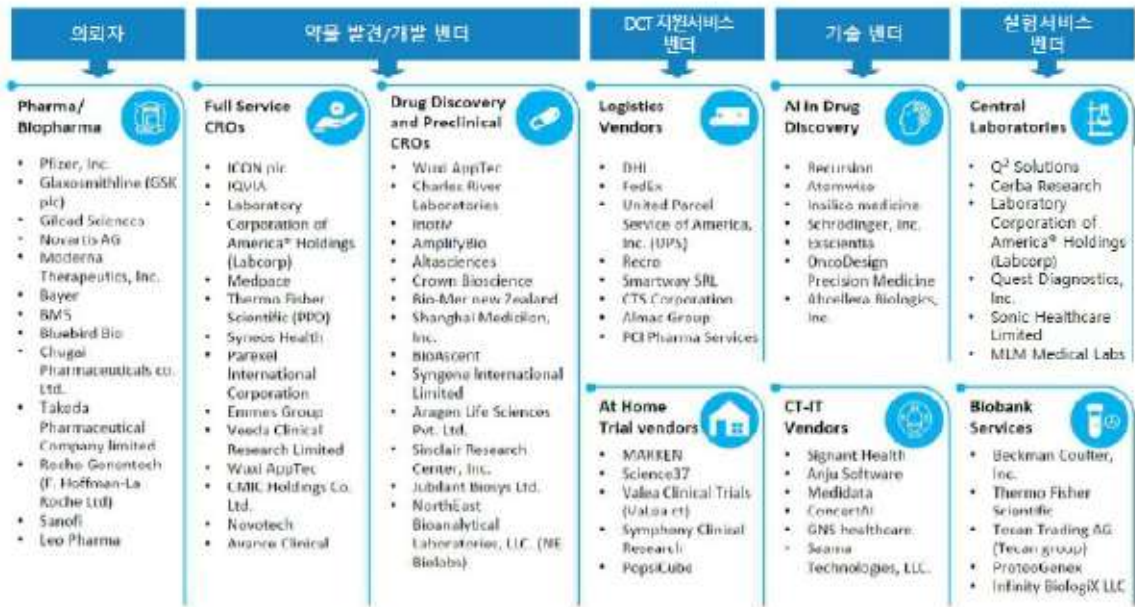 의뢰자
약물 발견/개발 벤더
DCT 지원서비스
벤더
기술 벤더
실험서비스
벤더
Pharma/
Biopharma
• Pfizer, Inc.
• Glaxosmithline (GSK
plc)
• Gilead Sciences
• Novartis AG
• Moderna
Therapeutics, Inc.
• Bayer
• BMS
• Bluebird Bio
• Chugai
Pharmaceuticals co.
Ltd.
• Takeda
Pharmaceutical
Company limited
• Roche Genentech
(F. Hoffman-La
Roche Ltd)
• Sanofi
• Leo Pharma
Full Service
CROs
• ICON plc
• IQVIA
• Laboratory
Corporation of
America® Holdings
(Labcorp)
• Medpace
• Thermo Fisher
Scientific (PPD)
• Syneos Health
• Parexel
International
Corporation
• Emmes Group
• Veeda Clinical
Research Limited
• Wuxi AppTec
• CMIC Holdings Co.
Ltd.
• Novotech
• Avance Clinical
Drug Discovery
and Preclinical
CROs
• Wuxi AppTec
• Charles River
Laboratories
• Inotiv
• AmplifyBio
• Altasciences
• Crown Bioscience
• Bio-Mer new Zealand
• Shanghai Medicilon,
Inc.
• BioAscent
• Syngene International
Limited
• Aragen Life Sciences
Pvt. Ltd.
• Sinclair Research
Center, Inc.
• Jubilant Biosys Ltd.
• NorthEast
Bioanalytical
Laboratories, LLC. (NE
Biolabs)
Logistics
Vendors
• DHL
• FedEx
• United Parcel
Service of America,
Inc. (UPS)
• Recro
• Smartway SRL
• CTS Corporation
• Almac Group
• PCI Pharma Services
At Home
Trial vendors
• MARKEN
• Science37
• Valea Clinical Trials
(Valea ct)
• Symphony Clinical
Research
• PopsiCube
AI in Drug
Discovery
• Recursion
• Atomwise
• Insilico medicine
• Schrodinger, Inc.
• Exscientia
• OncoDesign
Precision Medicine
• Abcellera Biologics,
Inc.
CT-IT
Vendors
• Signant Health
• Anju Software
• Medidata
• ConcertAI
• GNS healthcare
• Saama
Technologies, LLC.
Central
Laboratories
• Q² Solutions
• Cerba Research
• Laboratory
Corporation of
America® Holdings
(Labcorp)
• Quest Diagnostics,
Inc.
• Sonic Healthcare
Limited
• MLM Medical Labs
Biobank
Services
• Beckman Coulter,
Inc.
• Thermo Fisher
Scientific
• Tecan Trading AG
(Tecan group)
• ProteoGenex
• Infinity BiologiX LLC